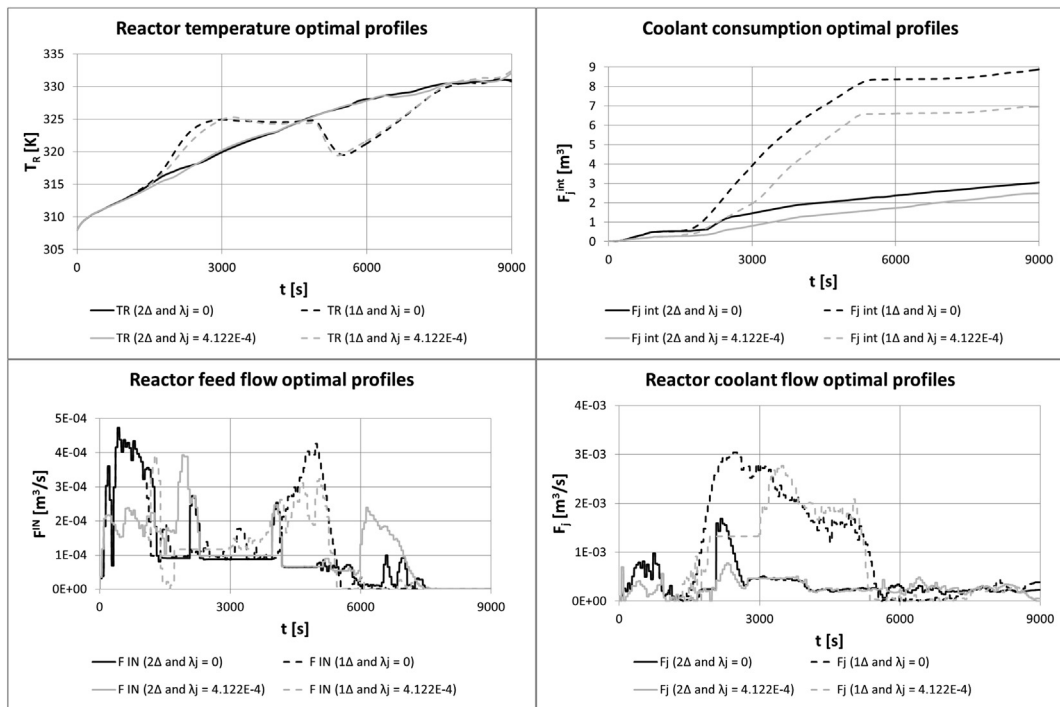 Reactor temperature optimal profiles
335
330
325
320
315
310
305
T_R [K]
0
3000
6000
9000
t [s]
TR (2Δ and λj = 0)
TR (1Δ and λj = 0)
TR (2Δ and λj = 4.122E-4)
TR (1Δ and λj = 4.122E-4)
Coolant consumption optimal profiles
9
8
7
6
5
4
3
2
1
0
F_j^int [m³]
0
3000
6000
9000
t [s]
Fj int (2Δ and λj = 0)
Fj int (1Δ and λj = 0)
Fj int (2Δ and λj = 4.122E-4)
Fj int (1Δ and λj = 4.122E-4)
Reactor feed flow optimal profiles
5E-04
4E-04
3E-04
2E-04
1E-04
0E+00
F^IN [m³/s]
0
3000
6000
9000
t [s]
F IN (2Δ and λj = 0)
F IN (1Δ and λj = 0)
F IN (2Δ and λj = 4.122E-4)
F IN (1Δ and λj = 4.122E-4)
Reactor coolant flow optimal profiles
4E-03
3E-03
2E-03
1E-03
0E+00
F_j [m³/s]
0
3000
6000
9000
t [s]
Fj (2Δ and λj = 0)
Fj (1Δ and λj = 0)
Fj (2Δ and λj = 4.122E-4)
Fj (1Δ and λj = 4.122E-4)